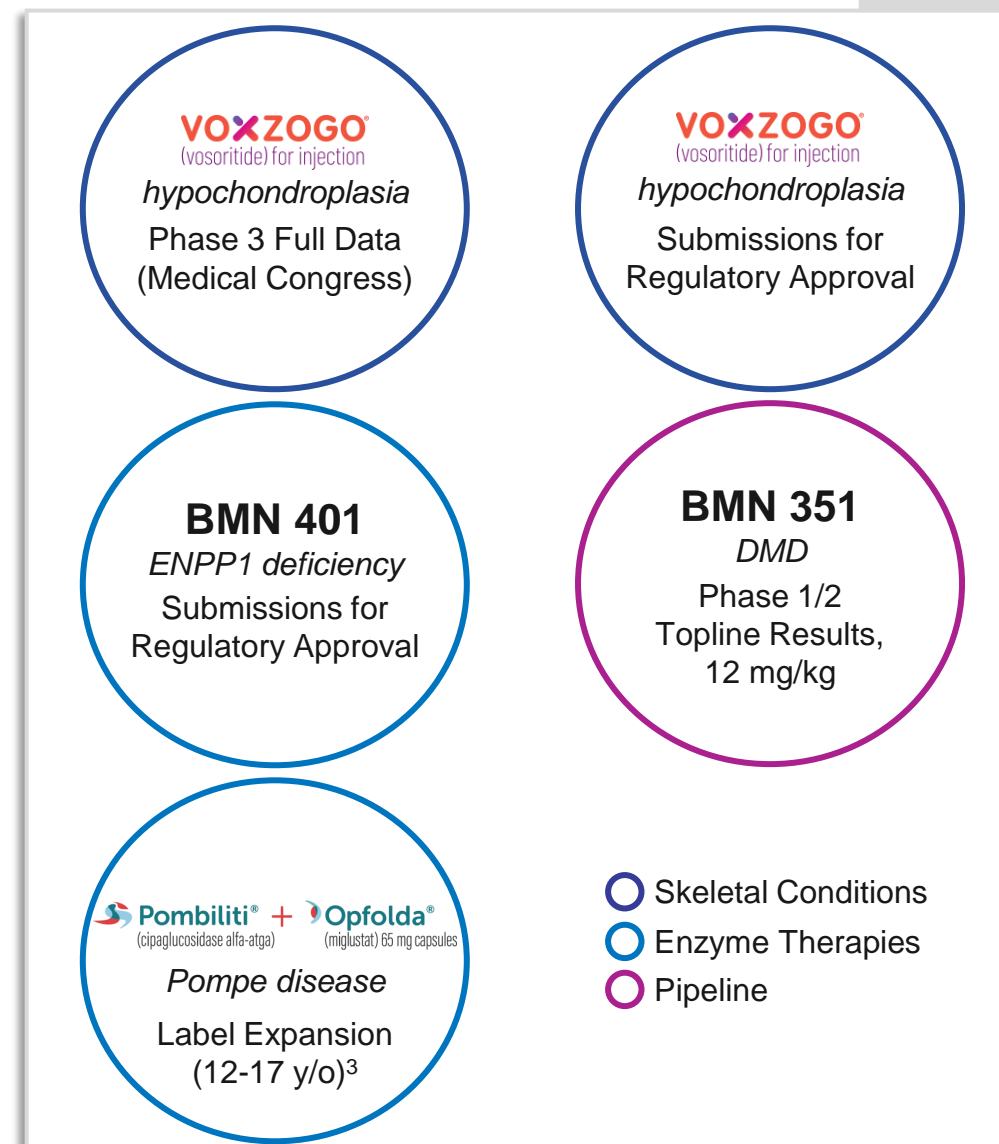 VOXZOGO®
(vosoritide) for injection
hypochondroplasia
Phase 3 Full Data
(Medical Congress)
VOXZOGO®
(vosoritide) for injection
hypochondroplasia
Submissions for
Regulatory Approval
BMN 401
ENPP1 deficiency
Submissions for
Regulatory Approval
BMN 351
DMD
Phase 1/2
Topline Results,
12 mg/kg
Pombiliti® + Opfolda®
(cipaglucosidase alfa-atga) (miglustat) 65 mg capsules
Pompe disease
Label Expansion
(12-17 y/o)³
Skeletal Conditions
Enzyme Therapies
Pipeline